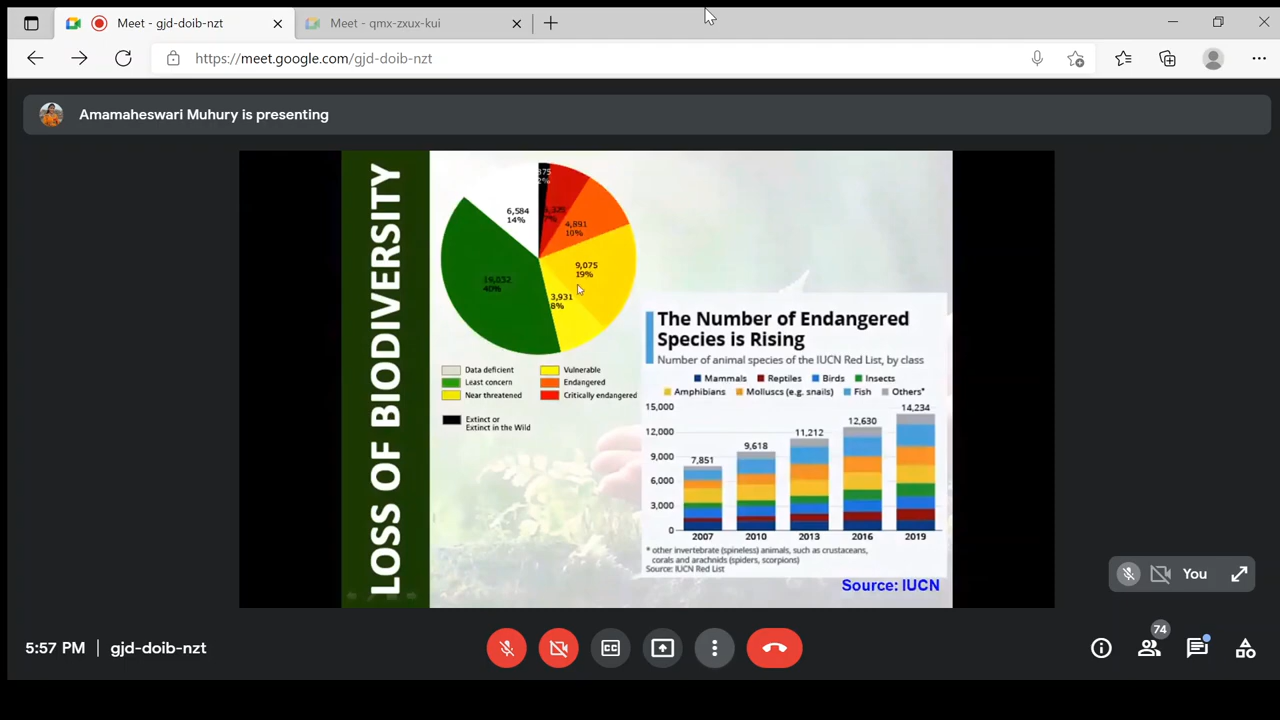 Meet - gjd-doib-nzt
Meet - qmx-zxux-kui
https://meet.google.com/gjd-doib-nzt
Amamaheswari Muhury is presenting
LOSS OF BIODIVERSITY
2%
7%
6,584
14%
4,891
10%
9,075
19%
3,931
8%
40%
Data deficient
Least concern
Near threatened
Extinct or
Extinct in the Wild
Vulnerable
Endangered
Critically endangered
The Number of Endangered
Species is Rising
Number of animal species of the IUCN Red List, by class
Mammals Reptiles Birds Insects
Amphibians Molluscs (e.g. snails) Fish Others*
15,000
12,000
9,000
6,000
3,000
0
7,851
9,618
11,212
12,630
14,234
2007 2010 2013 2016 2019
* other invertebrate (spineless) animals, such as crustaceans,
corals and arachnids (spiders, scorpions)
Source: IUCN Red List
Source: IUCN
You
5:57 PM | gjd-doib-nzt
CC
74